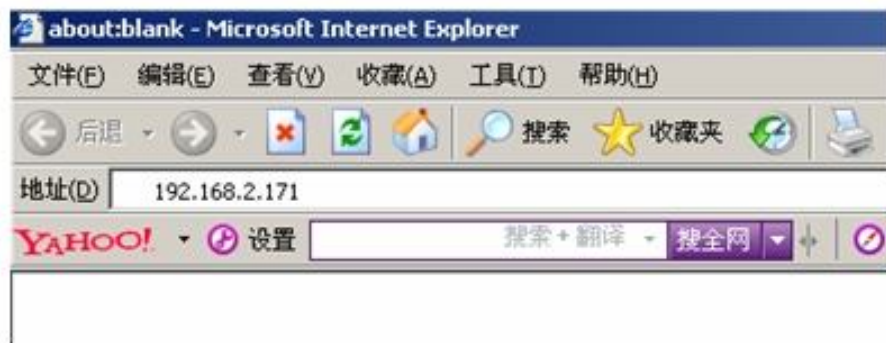 about:blank - Microsoft Internet Explorer
文件(F) 编辑(E) 查看(V) 收藏(A) 工具(T) 帮助(H)
后退 搜索 收藏夹
地址(D) 192.168.2.171
YAHOO! 设置 搜索+翻译 搜全网